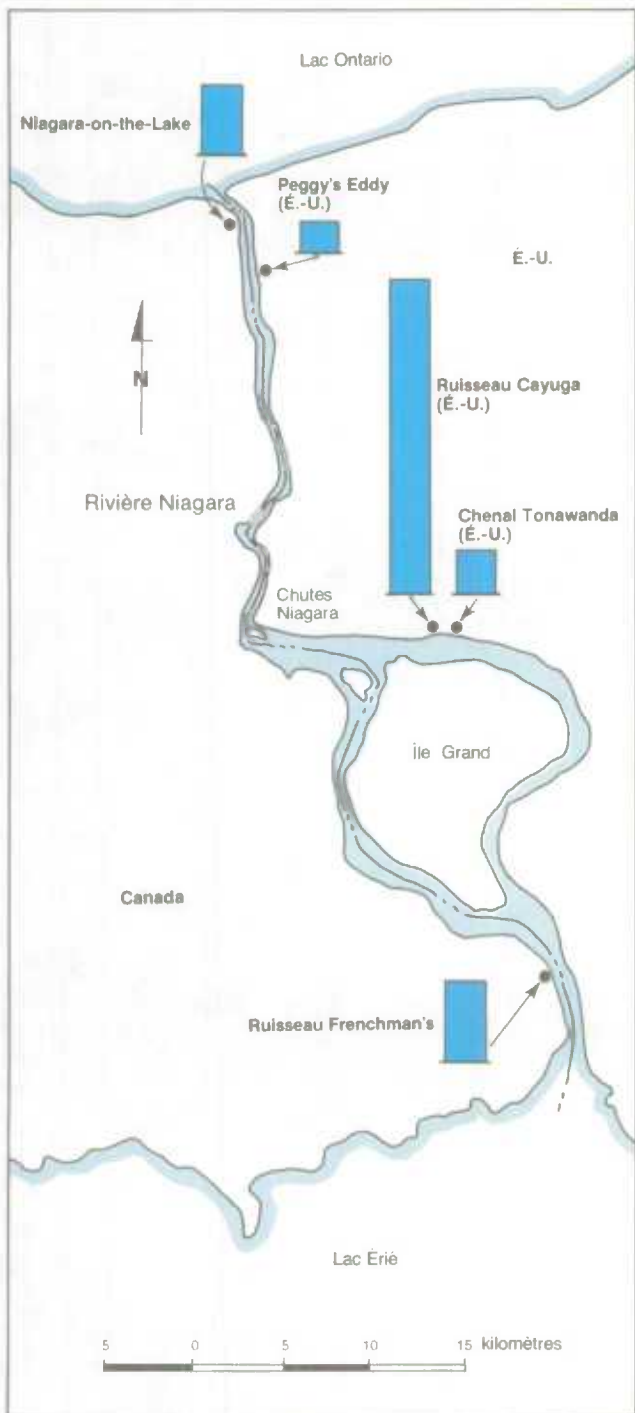 Lac Ontario
Niagara-on-the-Lake
Peggy's Eddy
(É.-U.)
É.-U.
N
Ruisseau Cayuga
(É.-U.)
Rivière Niagara
Chenal Tonawanda
(É.-U.)
Chutes
Niagara
Île Grand
Canada
Ruisseau Frenchman's
Lac Érié
5 0 5 10 15 kilomètres